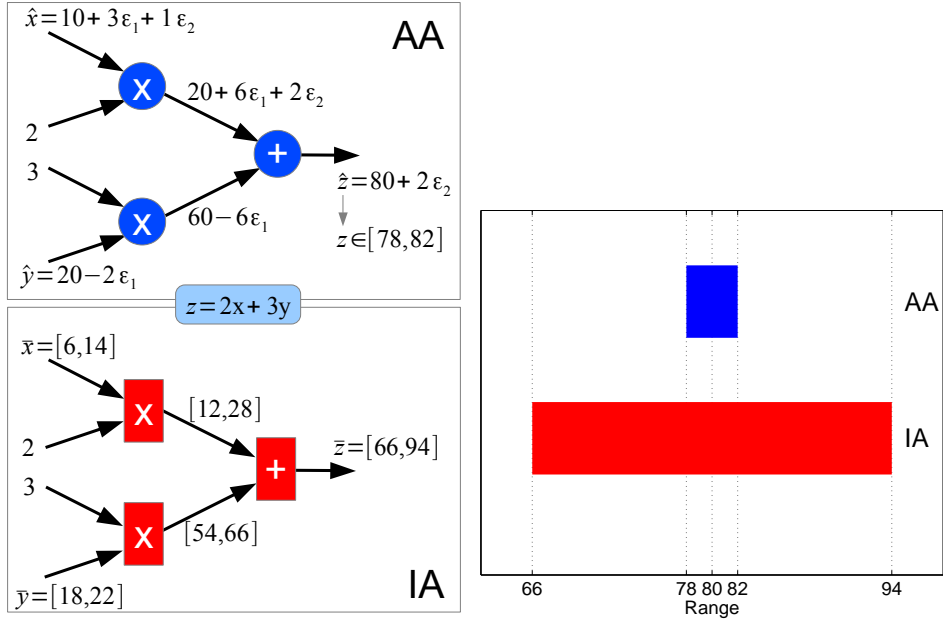 x̂=10+3ε₁+1ε₂
AA
X
20+6ε₁+2ε₂
2
+
3
ẑ=80+2ε₂
X
60−6ε₁
z∈[78,82]
ŷ=20−2ε₁
z=2x+3y
x̅=[6,14]
X
[12,28]
2
z̅=[66,94]
+
3
X
[54,66]
y̅=[18,22]
IA
AA
IA
66 78 80 82 94
Range